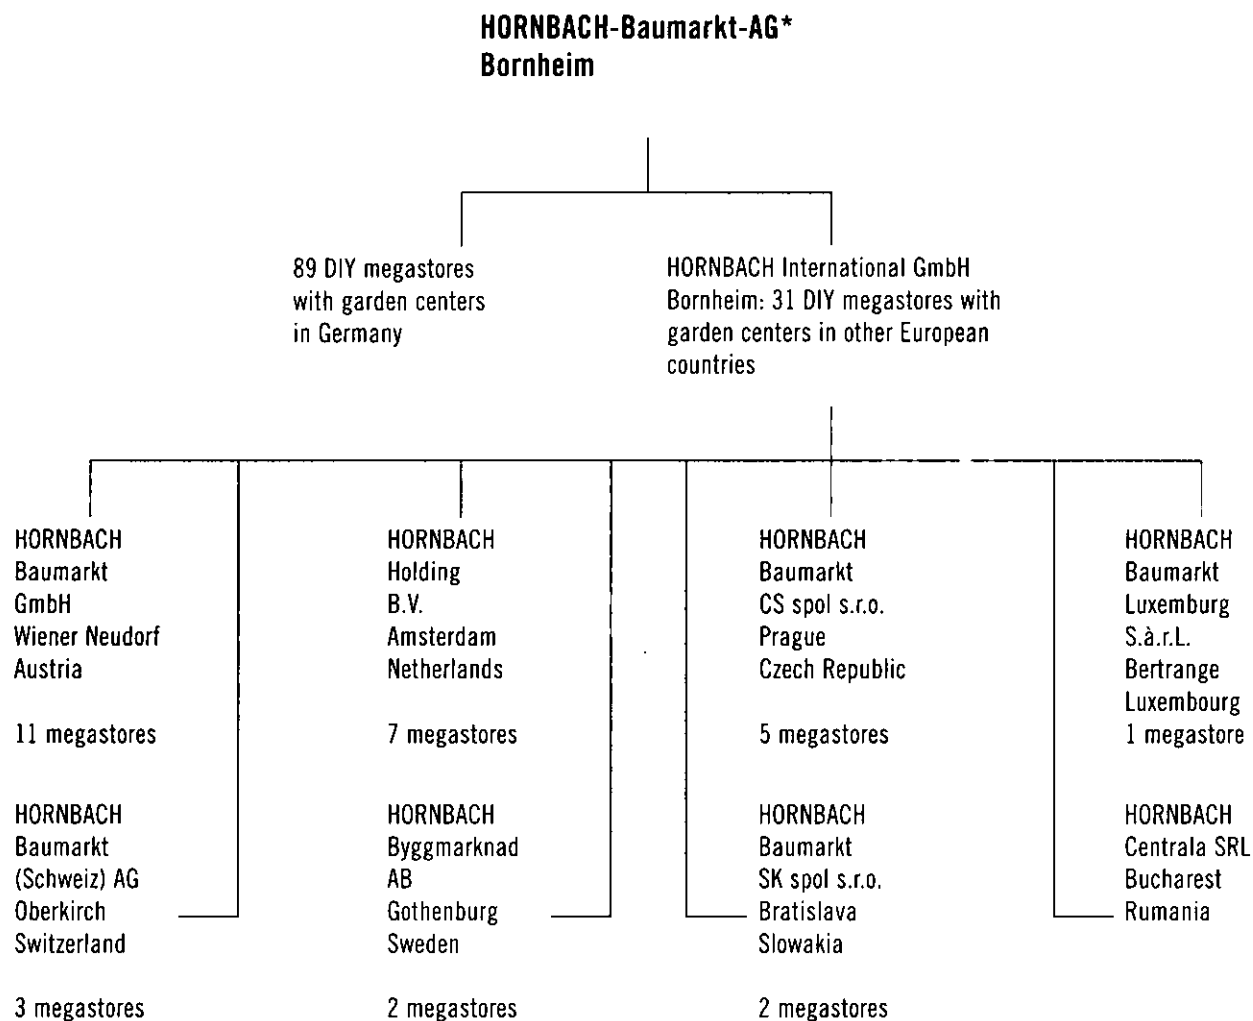 HORNBACH-Baumarkt-AG*
Bornheim
89 DIY megastores
with garden centers
in Germany
HORNBACH International GmbH
Bornheim: 31 DIY megastores with
garden centers in other European
countries
HORNBACH
Baumarkt
GmbH
Wiener Neudorf
Austria
11 megastores
HORNBACH
Holding
B.V.
Amsterdam
Netherlands
7 megastores
HORNBACH
Baumarkt
CS spol s.r.o.
Prague
Czech Republic
5 megastores
HORNBACH
Baumarkt
Luxemburg
S.à.r.L.
Bertrange
Luxembourg
1 megastore
HORNBACH
Baumarkt
(Schweiz) AG
Oberkirch
Switzerland
3 megastores
HORNBACH
Byggmarknad
AB
Gothenburg
Sweden
2 megastores
HORNBACH
Baumarkt
SK spol s.r.o.
Bratislava
Slowakia
2 megastores
HORNBACH
Centrala SRL
Bucharest
Rumania